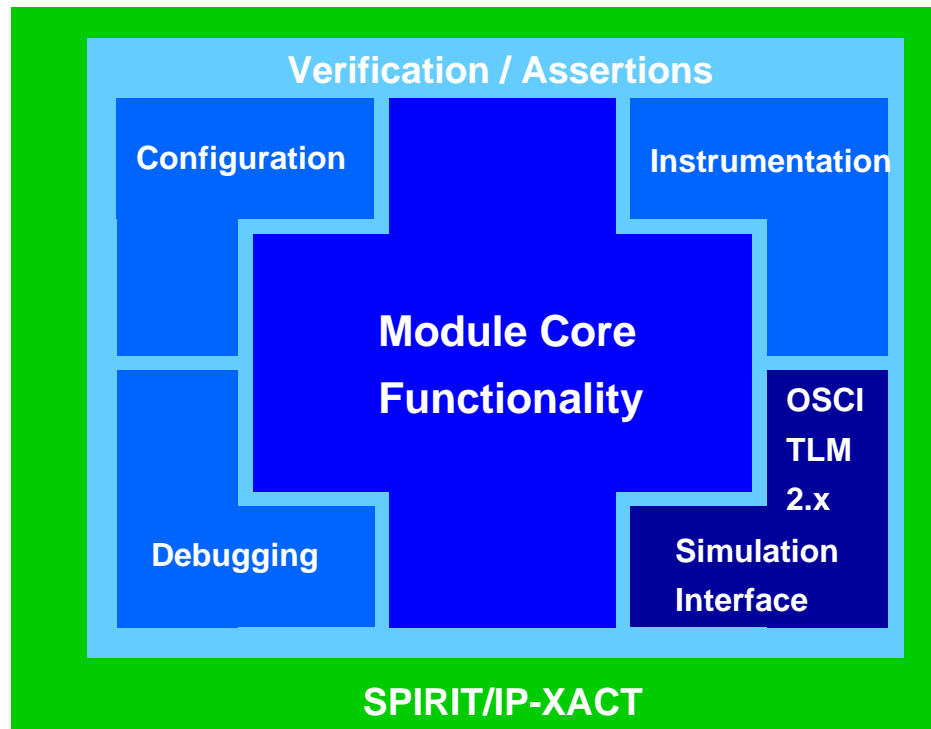 Verification / Assertions
Configuration
Instrumentation
Module Core
Functionality
OSCI
TLM
2.x
Simulation
Interface
Debugging
SPIRIT/IP-XACT